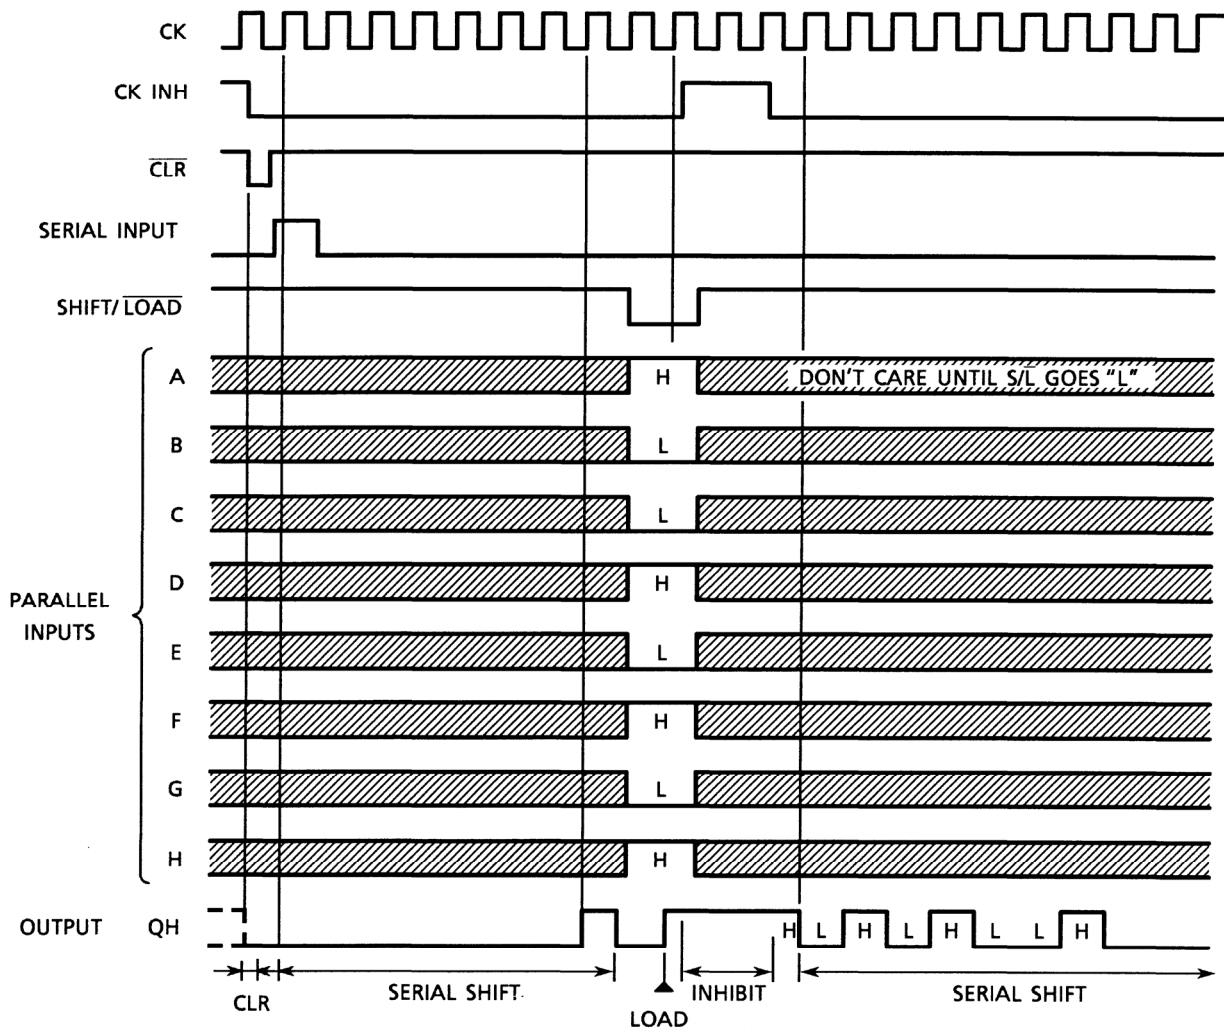 CK
CK INH
CLR
SERIAL INPUT
SHIFT/LOAD
A H DON'T CARE UNTIL S/L GOES "L"
B L
C L
D H
PARALLEL
INPUTS
E L
F H
G L
H H
OUTPUT QH H L H L H L L H
CLR SERIAL SHIFT. LOAD INHIBIT SERIAL SHIFT